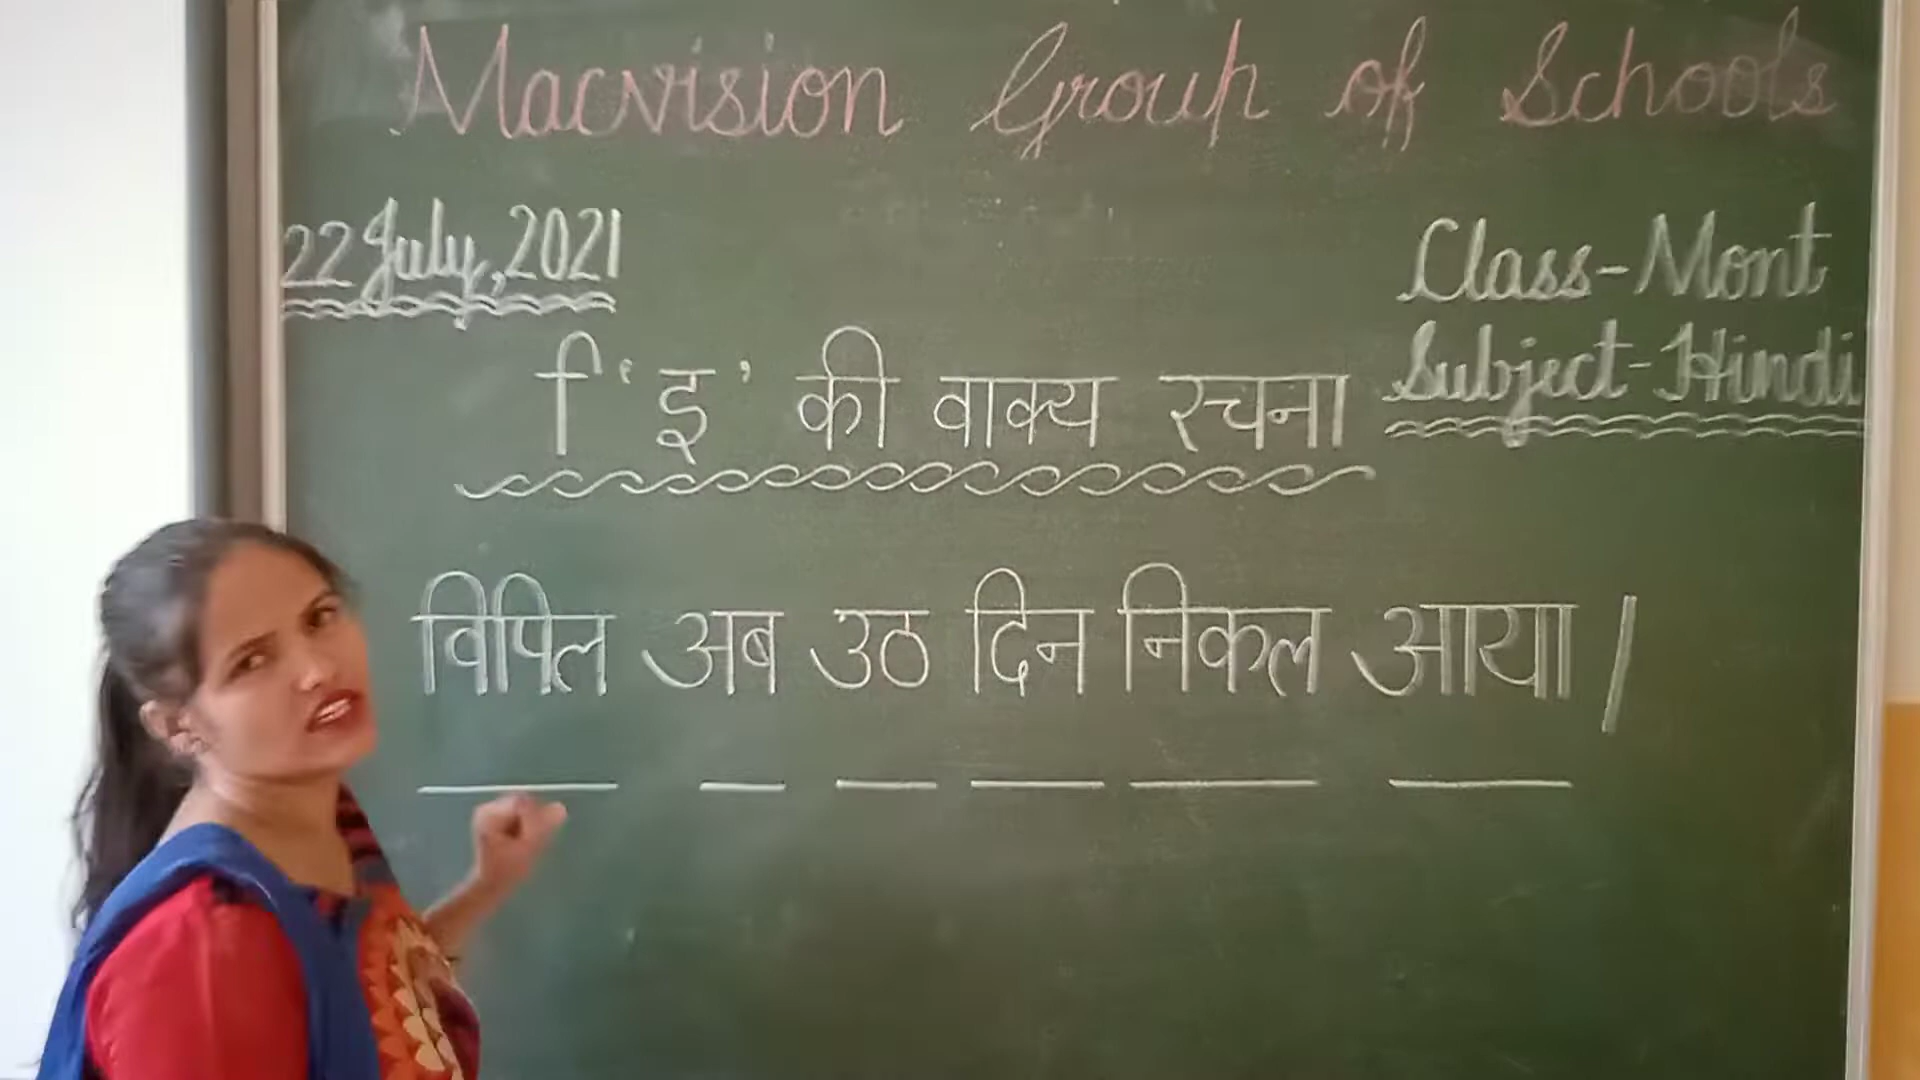 Macvision Group of Schools
22 July, 2021
Class-Mont
Subject-Hindi
ि ‘इ’ की वाक्य रचना
विपिल अब उठ दिन निकल आया।